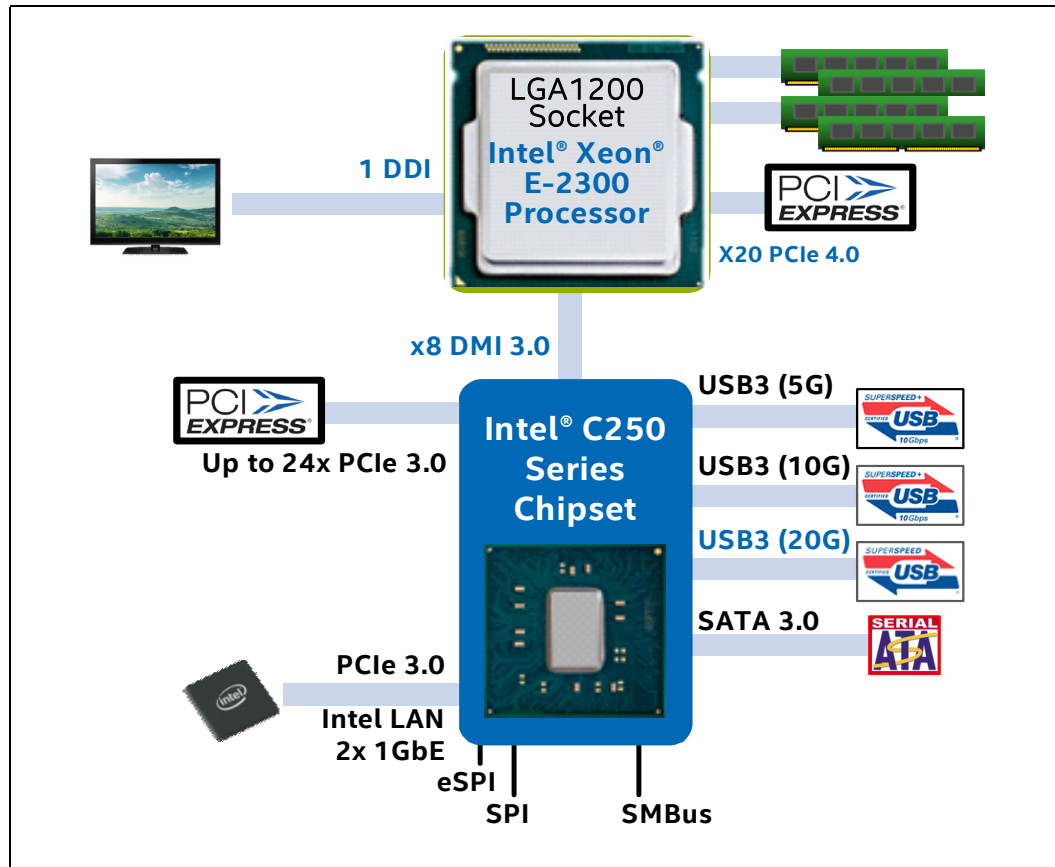 LGA1200
Socket
Intel® Xeon®
E-2300
Processor
1 DDI
PCI
EXPRESS®
X20 PCIe 4.0
x8 DMI 3.0
PCI
EXPRESS®
Up to 24x PCIe 3.0
Intel® C250
Series
Chipset
USB3 (5G)
SUPERSPEED+
CERTIFIED USB
10Gbps
USB3 (10G)
SUPERSPEED+
CERTIFIED USB
10Gbps
USB3 (20G)
SUPERSPEED
CERTIFIED USB
SATA 3.0
SERIAL
ATA
PCIe 3.0
intel
Intel LAN
2x 1GbE
eSPI
SPI
SMBus